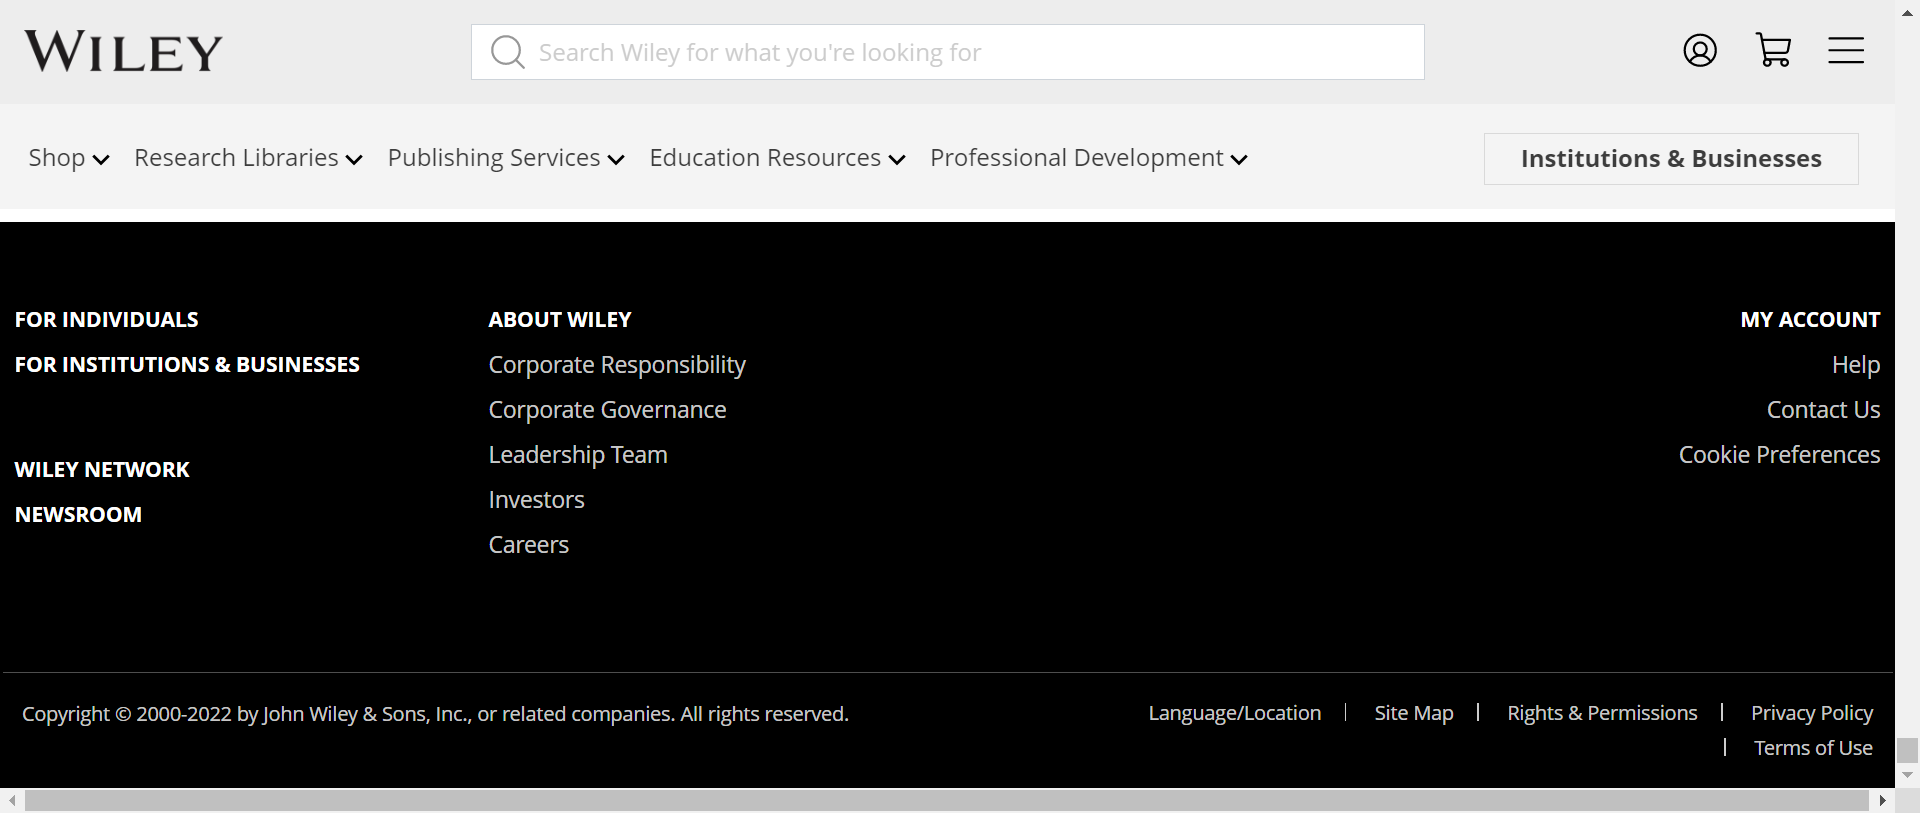 WILEY
Search Wiley for what you're looking for
Shop Research Libraries Publishing Services Education Resources Professional Development Institutions & Businesses
FOR INDIVIDUALS
FOR INSTITUTIONS & BUSINESSES
WILEY NETWORK
NEWSROOM
ABOUT WILEY
Corporate Responsibility
Corporate Governance
Leadership Team
Investors
Careers
MY ACCOUNT
Help
Contact Us
Cookie Preferences
Copyright © 2000-2022 by John Wiley & Sons, Inc., or related companies. All rights reserved.
Language/Location | Site Map | Rights & Permissions | Privacy Policy
| Terms of Use